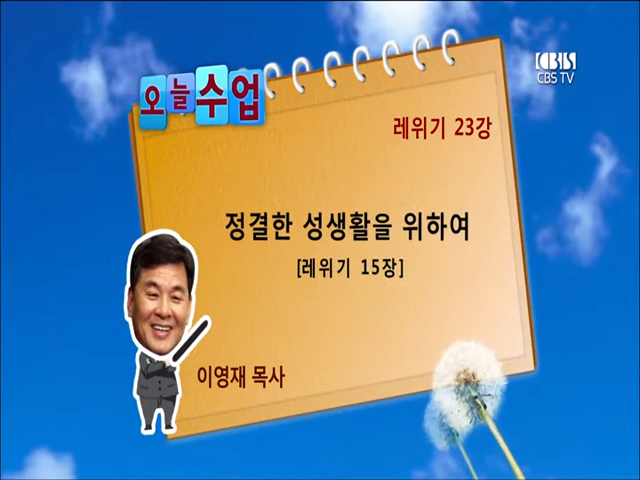 CBS
CBS TV
오늘수업
레위기 23강
정결한 성생활을 위하여
[레위기 15장]
이영재 목사